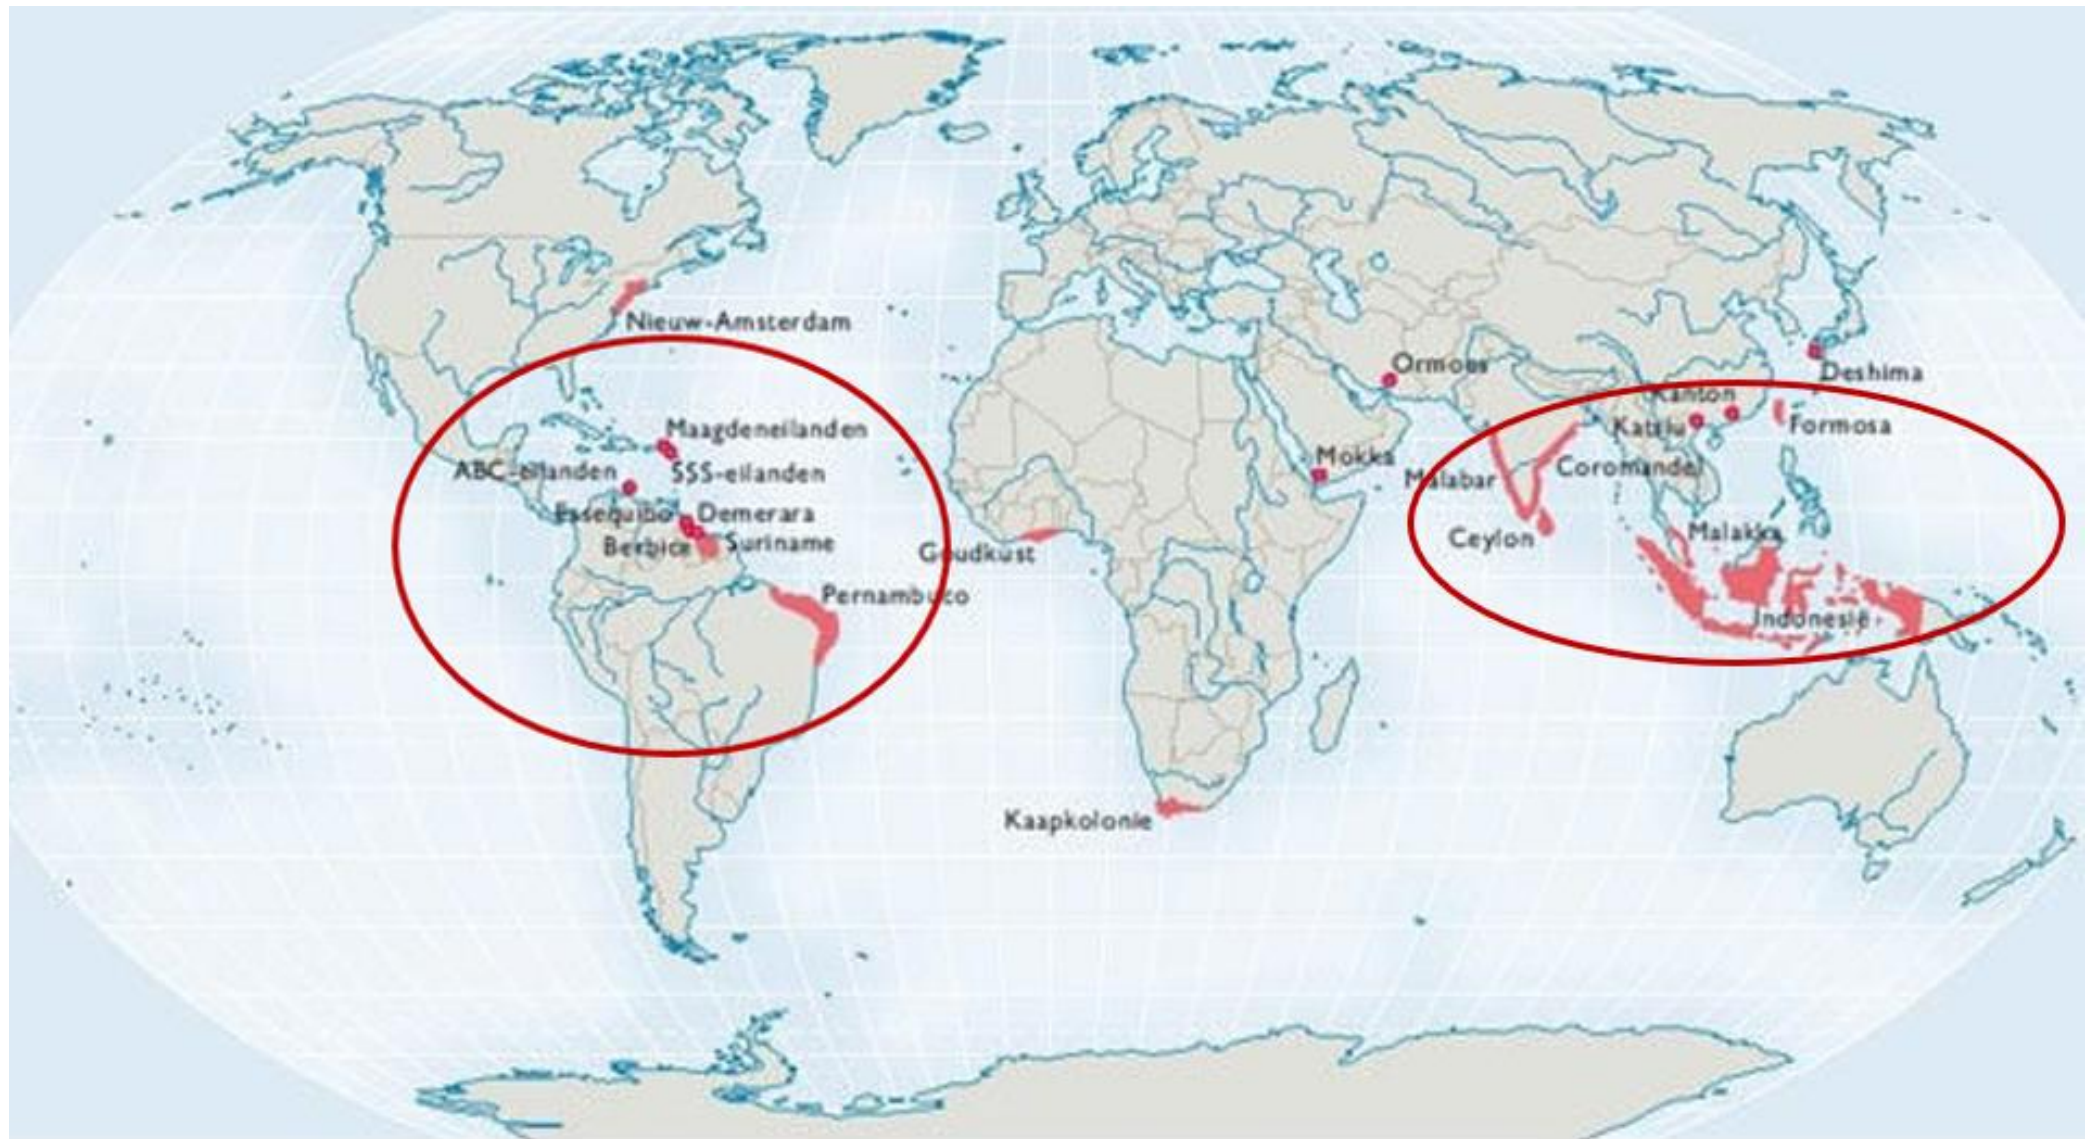 Nieuw-Amsterdam
Ormoes
Deshima
Kanton
Maagdeneilanden
Katsiu
Formosa
Mokka
ABC-eilanden
SSS-eilanden
Malabar
Coromandel
Essequibo
Demerara
Malakka
Berbice
Suriname
Goudkust
Ceylon
Pernambuco
Indonesië
Kaapkolonie